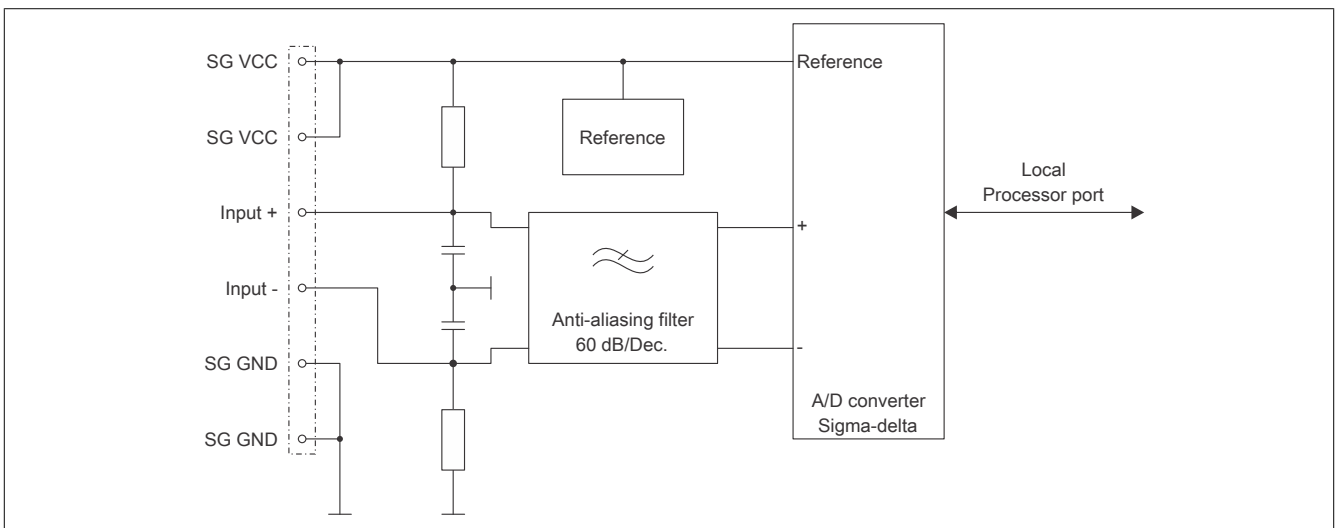 SG VCC
Reference
SG VCC
Reference
Local
Processor port
Input +
+
Input -
Anti-aliasing filter
60 dB/Dec.
-
SG GND
A/D converter
Sigma-delta
SG GND